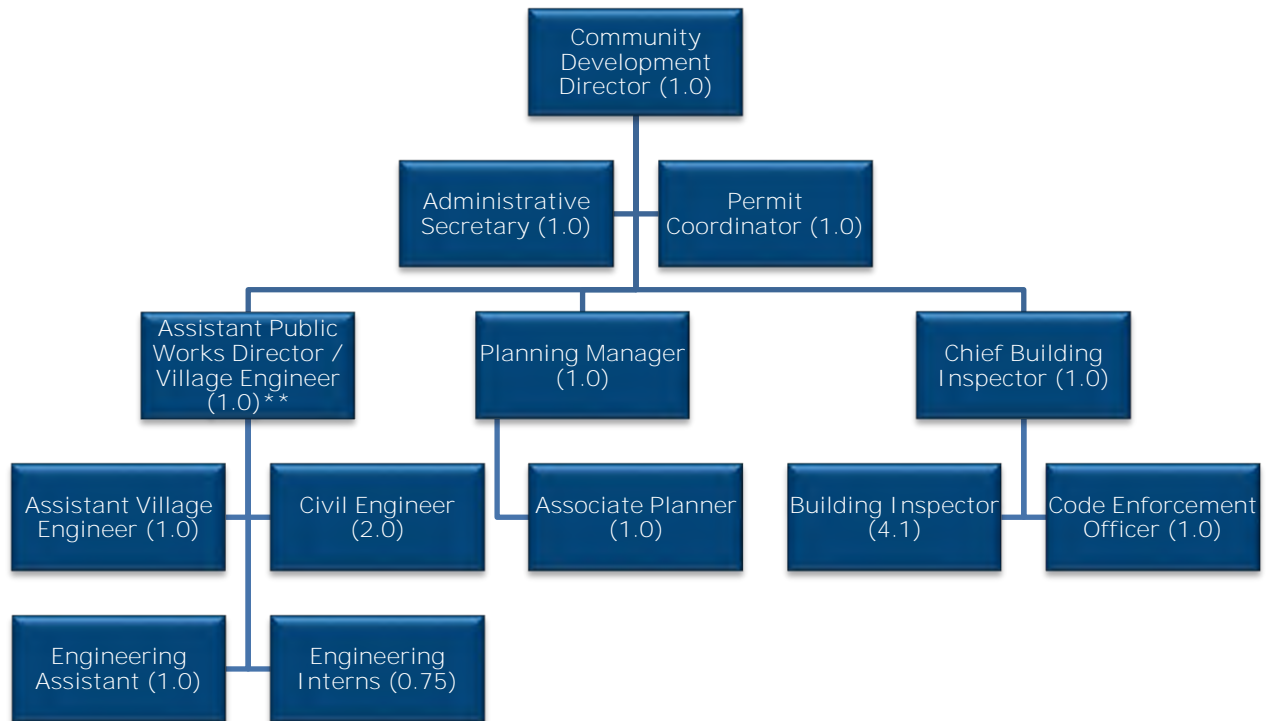 Community
Development
Director (1.0)
Administrative
Secretary (1.0)
Permit
Coordinator (1.0)
Assistant Public
Works Director /
Village Engineer
(1.0)**
Planning Manager
(1.0)
Chief Building
Inspector (1.0)
Assistant Village
Engineer (1.0)
Civil Engineer
(2.0)
Associate Planner
(1.0)
Building Inspector
(4.1)
Code Enforcement
Officer (1.0)
Engineering
Assistant (1.0)
Engineering
Interns (0.75)